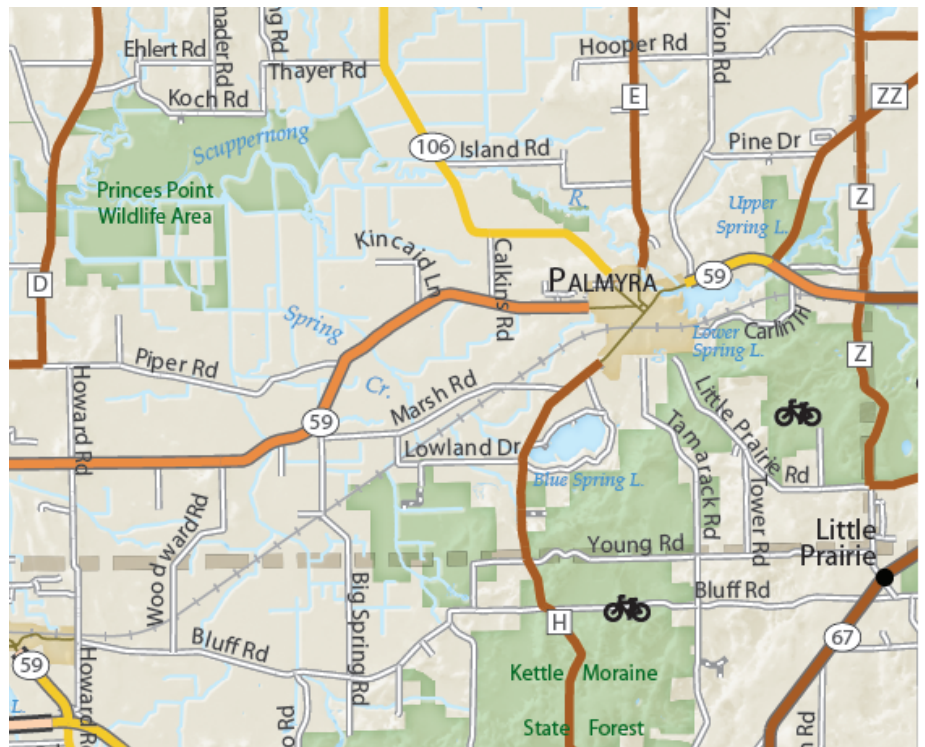 Ehlert Rd
Thayer Rd
Koch Rd
Hooper Rd
Zion Rd
E
ZZ
106
Island Rd
Pine Dr
Scuppernong
R.
Princes Point
Wildlife Area
Upper
Spring L.
Z
Kincaid Ln
Calkins Rd
PALMYRA
59
D
Spring
Cr.
Lower
Spring L.
Z
Piper Rd
Howard Rd
Marsh Rd
59
Lowland Dr
Little Prairie Rd
Tamarack Rd
Tower Rd
Blue Spring L.
Woodward Rd
Young Rd
Little
Prairie
Big Spring Rd
Bluff Rd
H
67
Bluff Rd
Howard R
59
Kettle Moraine
State Forest
L.